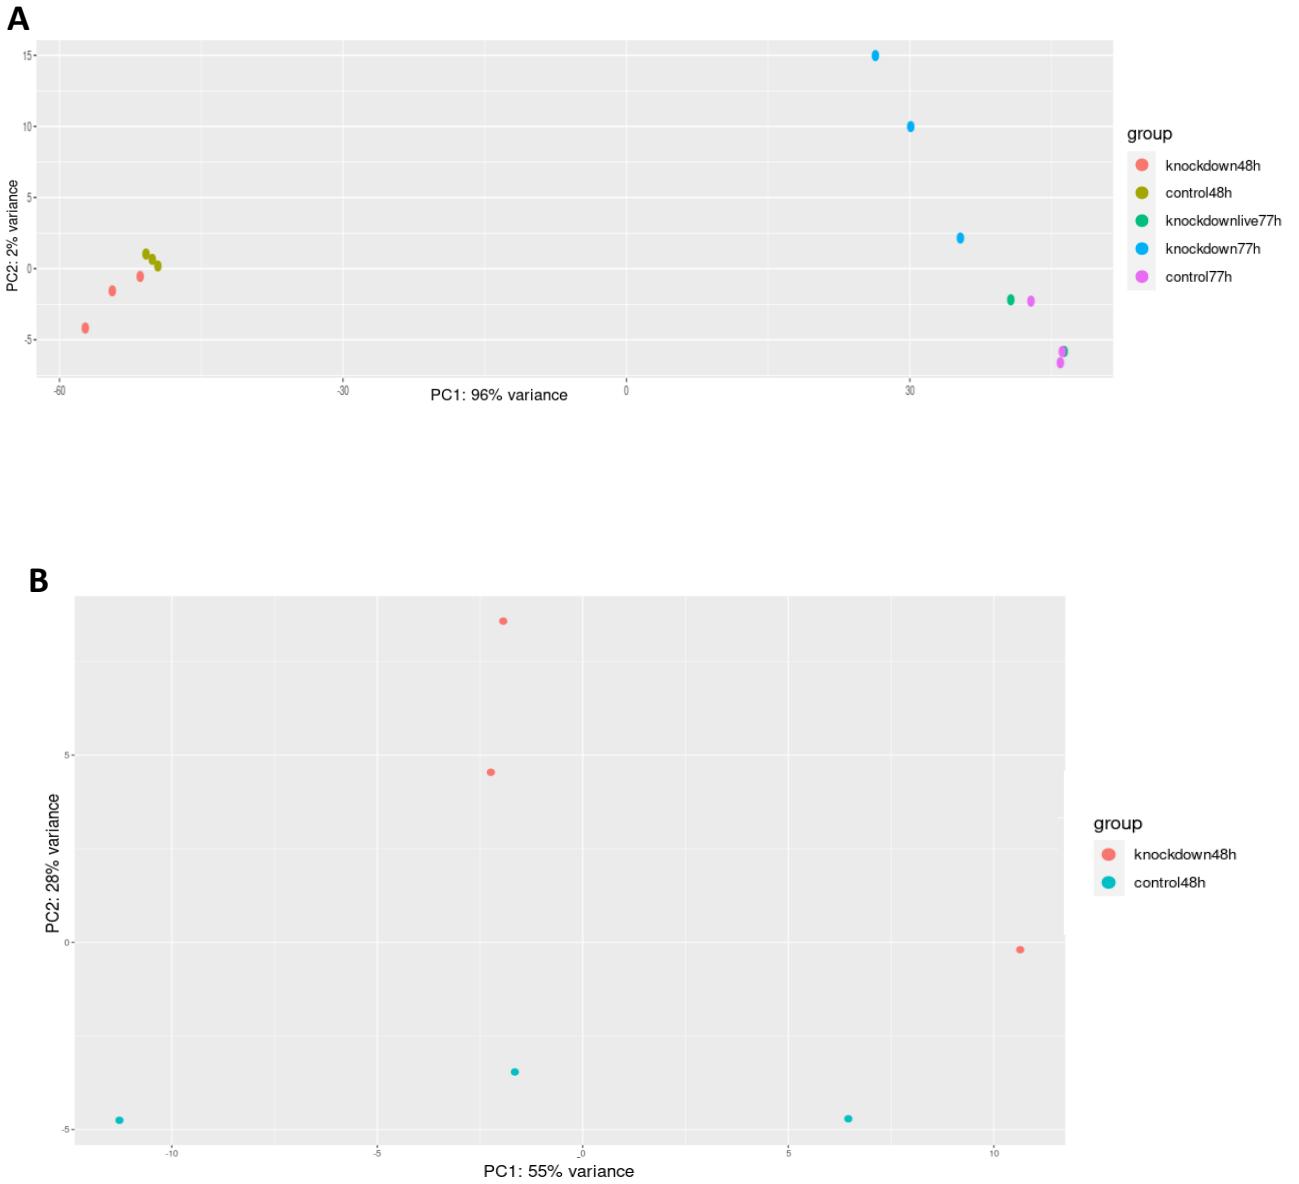 A
15
10
5
0
-5
PC2: 2% variance
-60
-30
0
30
PC1: 96% variance
group
knockdown48h
control48h
knockdownlive77h
knockdown77h
control77h
B
5
0
-5
PC2: 28% variance
-10
-5
_0
5
10
PC1: 55% variance
group
knockdown48h
control48h